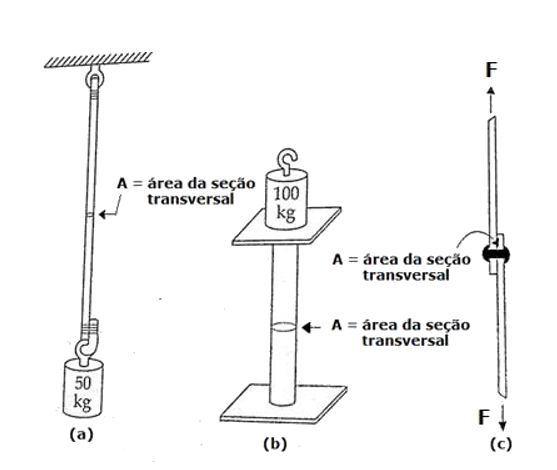 A = área da seção
transversal
50
kg
(a)
100
kg
A = área da seção
transversal
(b)
F
A = área da seção
transversal
F
(c)